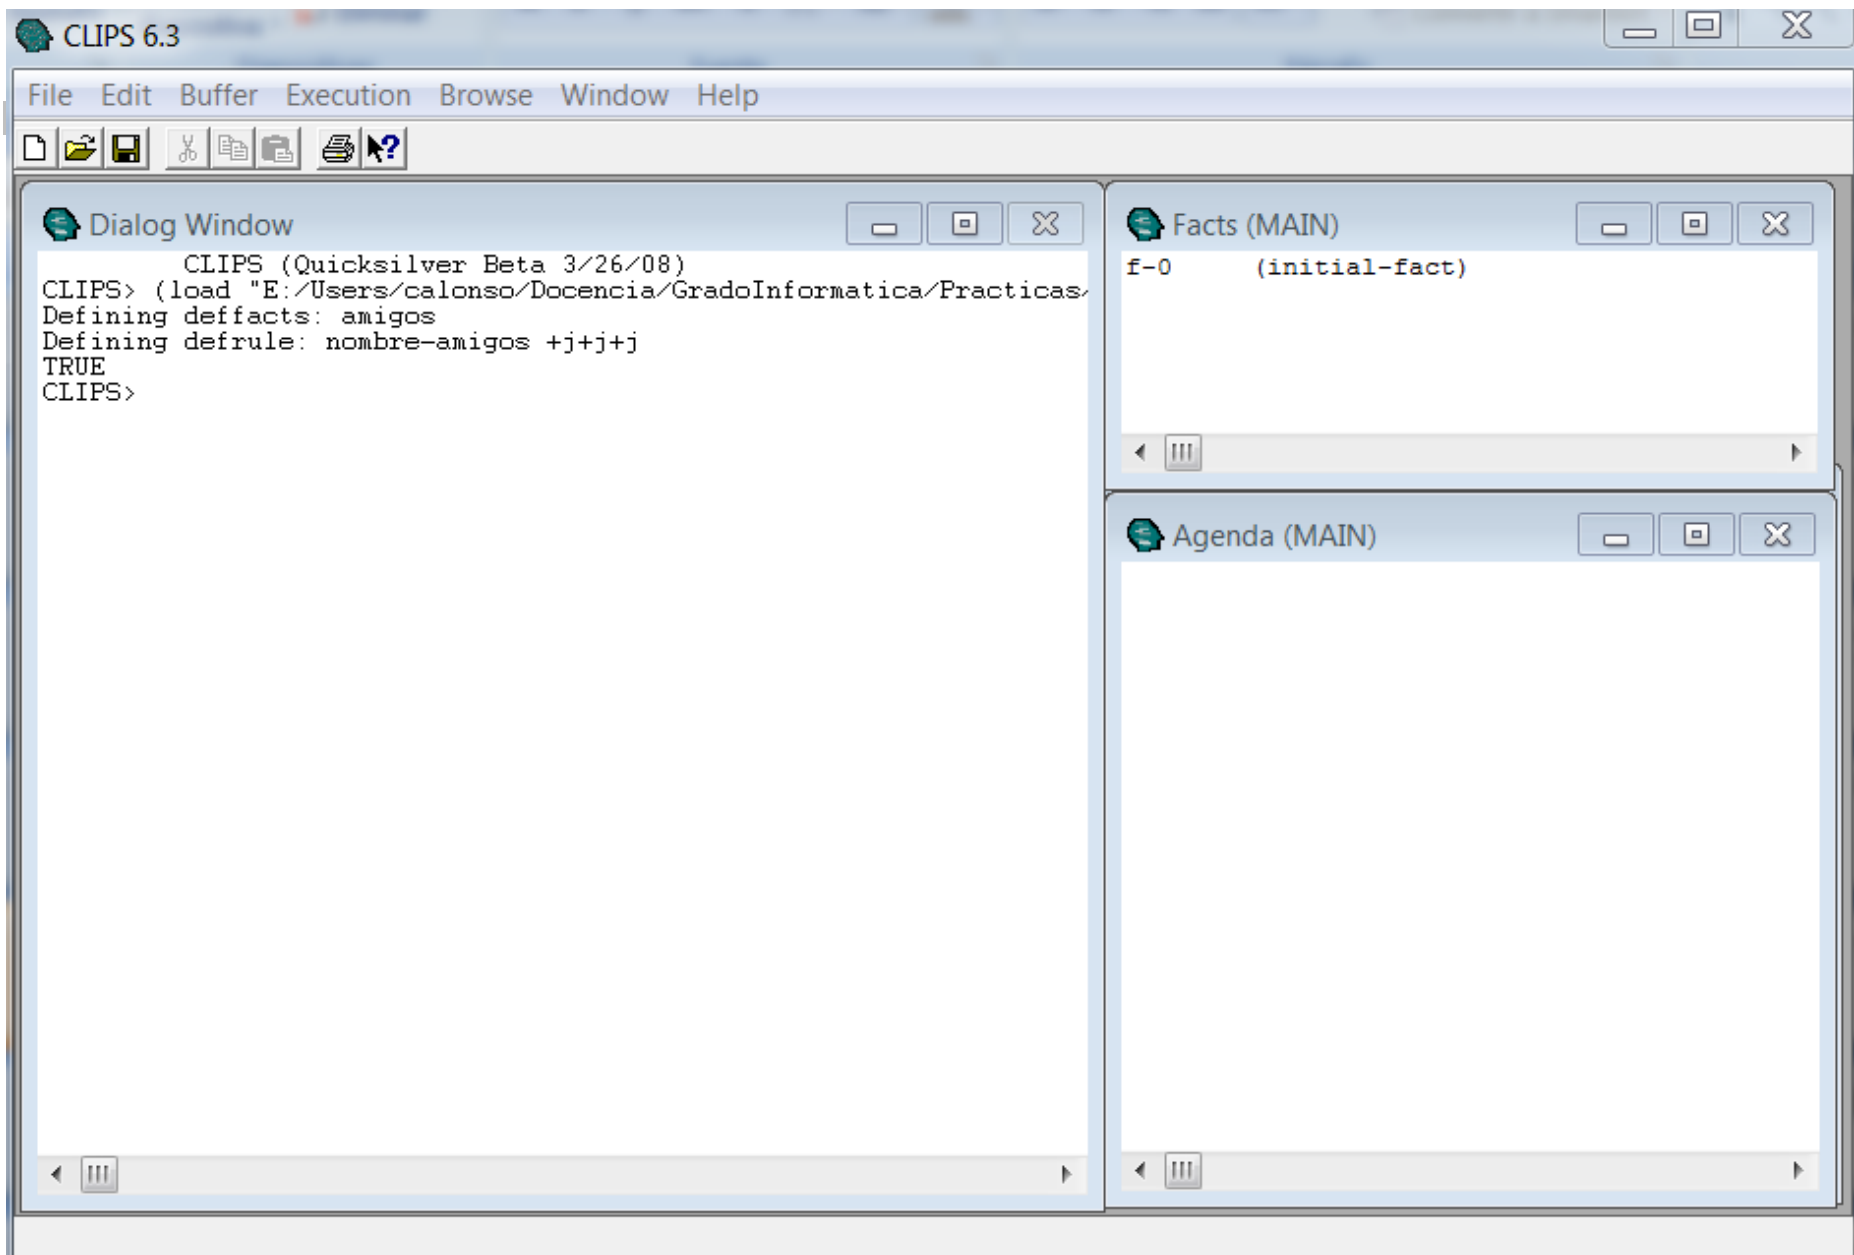 CLIPS 6.3
File Edit Buffer Execution Browse Window Help
Dialog Window
CLIPS (Quicksilver Beta 3/26/08)
CLIPS> (load "E:/Users/calonso/Docencia/GradoInformatica/Practicas/
Defining deffacts: amigos
Defining defrule: nombre-amigos +j+j+j
TRUE
CLIPS>
Facts (MAIN)
f-0 (initial-fact)
Agenda (MAIN)